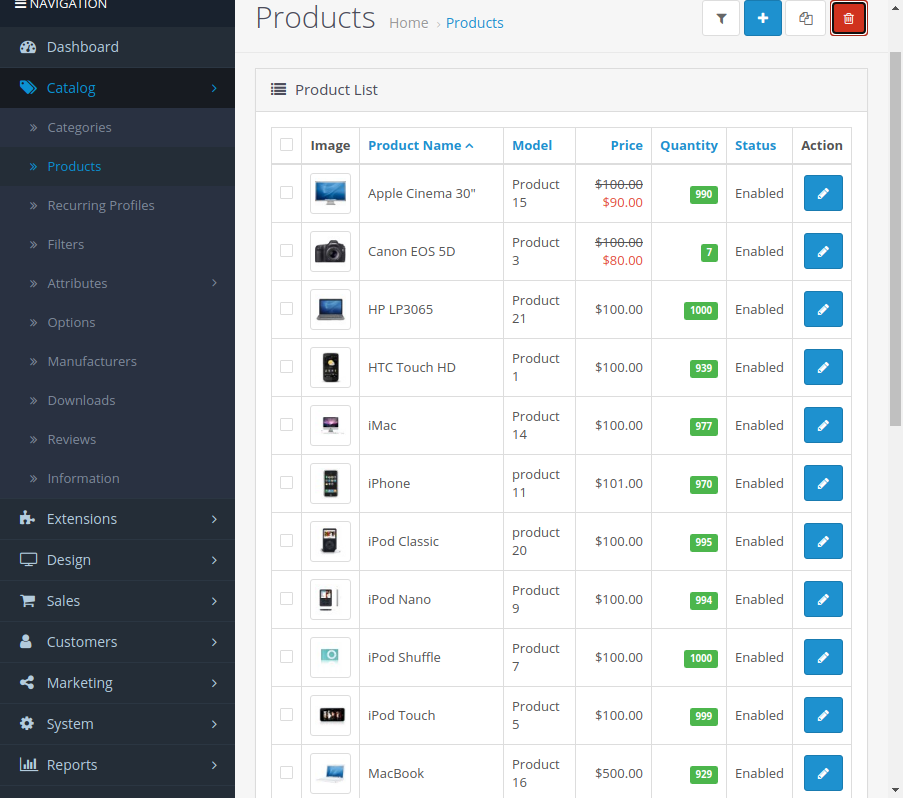 NAVIGATION
Dashboard
Catalog
Categories
Products
Recurring Profiles
Filters
Attributes
Options
Manufacturers
Downloads
Reviews
Information
Extensions
Design
Sales
Customers
Marketing
System
Reports
Products Home › Products
Product List
Image Product Name Model Price Quantity Status Action
Apple Cinema 30" Product 15 $100.00 $90.00 990 Enabled
Canon EOS 5D Product 3 $100.00 $80.00 7 Enabled
HP LP3065 Product 21 $100.00 1000 Enabled
HTC Touch HD Product 1 $100.00 939 Enabled
iMac Product 14 $100.00 977 Enabled
iPhone product 11 $101.00 970 Enabled
iPod Classic product 20 $100.00 995 Enabled
iPod Nano Product 9 $100.00 994 Enabled
iPod Shuffle Product 7 $100.00 1000 Enabled
iPod Touch Product 5 $100.00 999 Enabled
MacBook Product 16 $500.00 929 Enabled